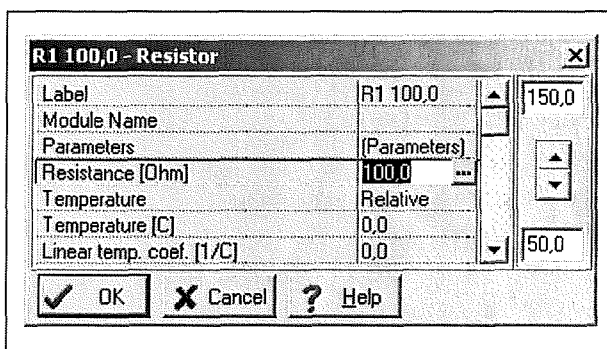 R1 100,0 - Resistor
Label R1 100,0
Module Name
Parameters (Parameters)
Resistance [Ohm] 100,0 ...
Temperature Relative
Temperature [C] 0,0
Linear temp. coef. [1/C] 0,0
150,0
50,0
OK Cancel ? Help